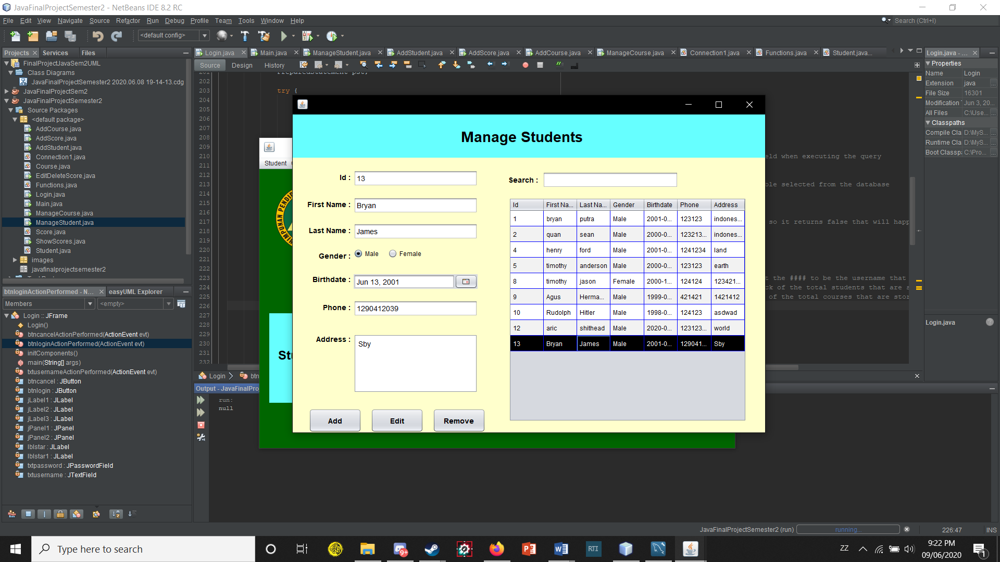 JavaFinalProjectSemester2 - NetBeans IDE 8.2 RC
File Edit View Navigate Source Refactor Run Debug Profile Team Tools Window Help
Search (Ctrl+I)
<default config>
Projects Services Files
FinalProjectJavaSem2UML
Class Diagrams
JavaFinalProjectSemester2 2020.06.08 19-14-13.cdg
JavaFinalProjectSem2
JavaFinalProjectSemester2
Source Packages
<default package>
AddCourse.java
AddScore.java
AddStudent.java
Connection1.java
Course.java
EditDeleteScore.java
Functions.java
Login.java
Main.java
ManageCourse.java
ManageStudent.java
Score.java
ShowScores.java
Student.java
images
javafinalprojectsemester2
btnloginActionPerformed - N... easyUML Explorer
Members <empty>
Login :: JFrame
Login()
btncancelActionPerformed(ActionEvent evt)
btnloginActionPerformed(ActionEvent evt)
initComponents()
main(String[] args)
txtusernameActionPerformed(ActionEvent evt)
btncancel : JButton
btnlogin : JButton
jLabel1 : JLabel
jLabel2 : JLabel
jLabel3 : JLabel
jPanel1 : JPanel
jPanel2 : JPanel
lblstar : JLabel
lblstar1 : JLabel
txtpassword : JPasswordField
txtusername : JTextField
Login.java Main.java ManageStudent.java AddStudent.java AddScore.java AddCourse.java ManageCourse.java Connection1.java Functions.java Student.java...
Source Design History
201 PreparedStatement pst;
202
203 try {
204
205
206
207
208
209
210 eld when executing the query
211
212
213 ble selected from the database
214
215
216
217 so it returns false that will happ
218
219
220
221
222
223 t the #### to be the username that
224 ck of the total students that are s
225 of the total courses that are stor
226
227
228
229
230
231
232
Student
HIMPUNAN PENDI
Stu
Manage Students
Id : 13
First Name : Bryan
Last Name : James
Gender : Male Female
Birthdate : Jun 13, 2001
Phone : 1290412039
Address : Sby
Add Edit Remove
Search :
Id First Na... Last Na... Gender Birthdate Phone Address
1 bryan putra Male 2001-0... 123123 indones...
2 quan sean Male 2000-0... 123213... indones...
4 henry ford Male 2001-0... 1241234 land
5 timothy anderson Male 2000-0... 123123 earth
8 timothy jason Female 2000-1... 124124 123421...
9 Agus Herma... Male 1999-0... 421421 1421412
10 Rudolph Hitler Male 1998-0... 124123 asdwad
12 aric shithead Male 2020-0... 123123... world
13 Bryan James Male 2001-0... 129041... Sby
Login btn
Output - JavaFinalPro
run:
null
Login.java - ...
Properties
Name Login
Extension java
File Size 16301
Modification Jun 3, 20...
All Files C:\Use...
Classpaths
Compile Cla D:\MyS...
Runtime Cla D:\MyS...
Boot Classp C:\Pro...
Login.java
JavaFinalProjectSemester2 (run) running... 226:47 INS
Type here to search
9+
RTI
ZZ
9:22 PM
09/06/2020
1